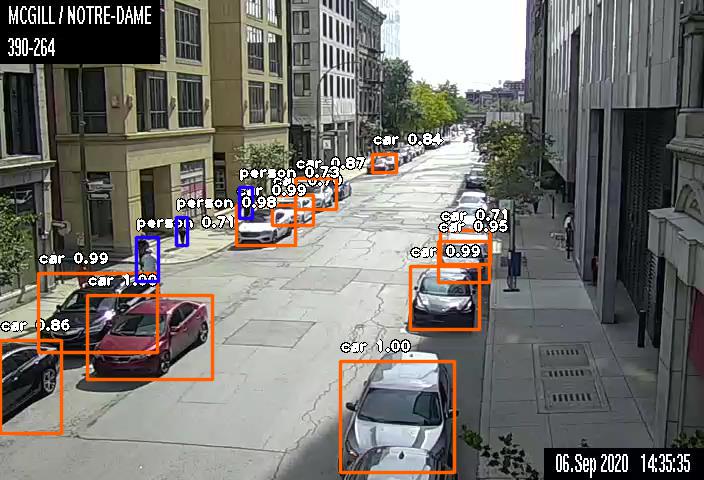 MCGILL / NOTRE-DAME
390-264
car 0.84
car 0.87
person 0.73
car 0.99
person 0.98
person 0.71
car 0.71
car 0.95
car 0.99
car 0.99
car 1.00
car 0.86
car 1.00
06.Sep 2020 14:35:35